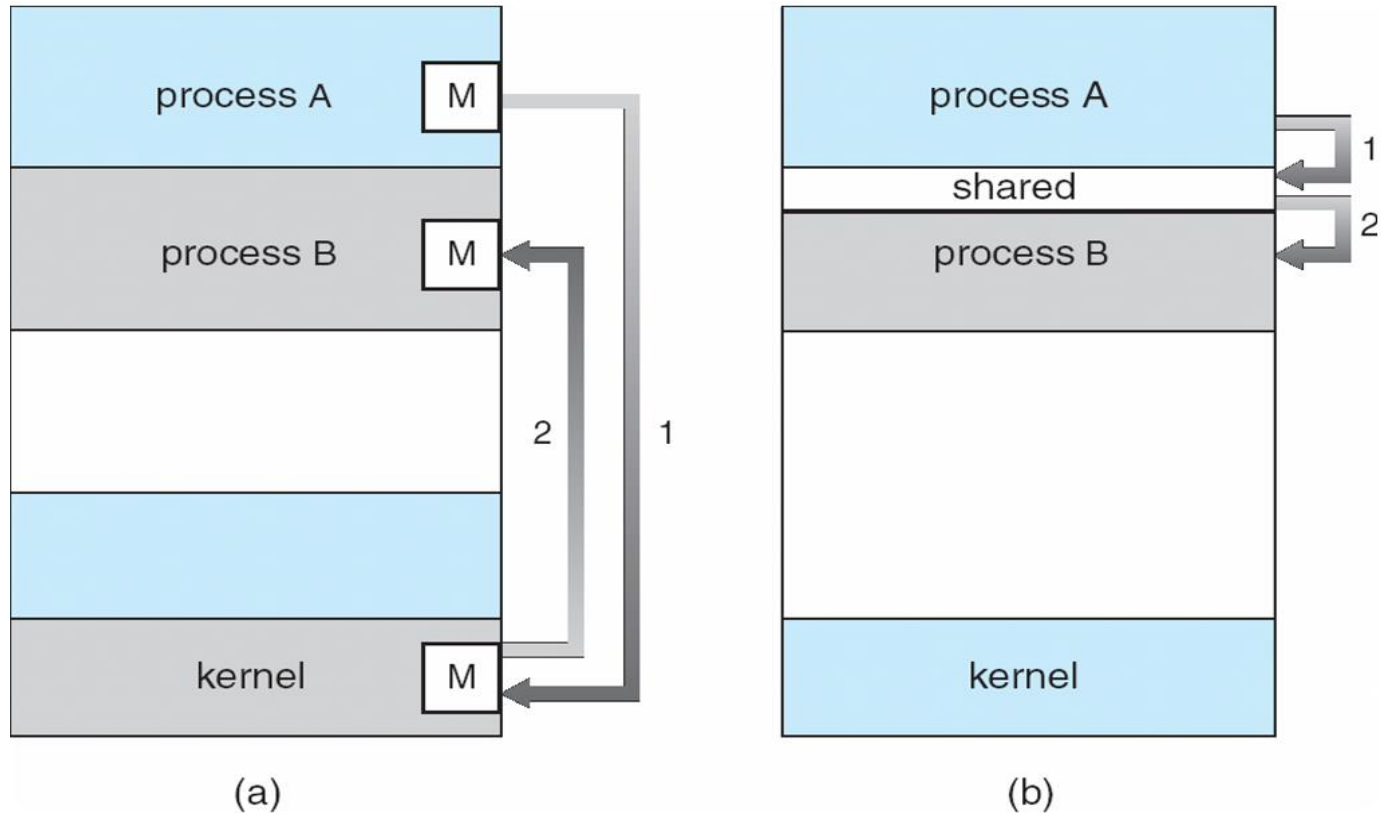 process A
M
process B
M
2
1
kernel
M
(a)
process A
1
shared
2
process B
kernel
(b)